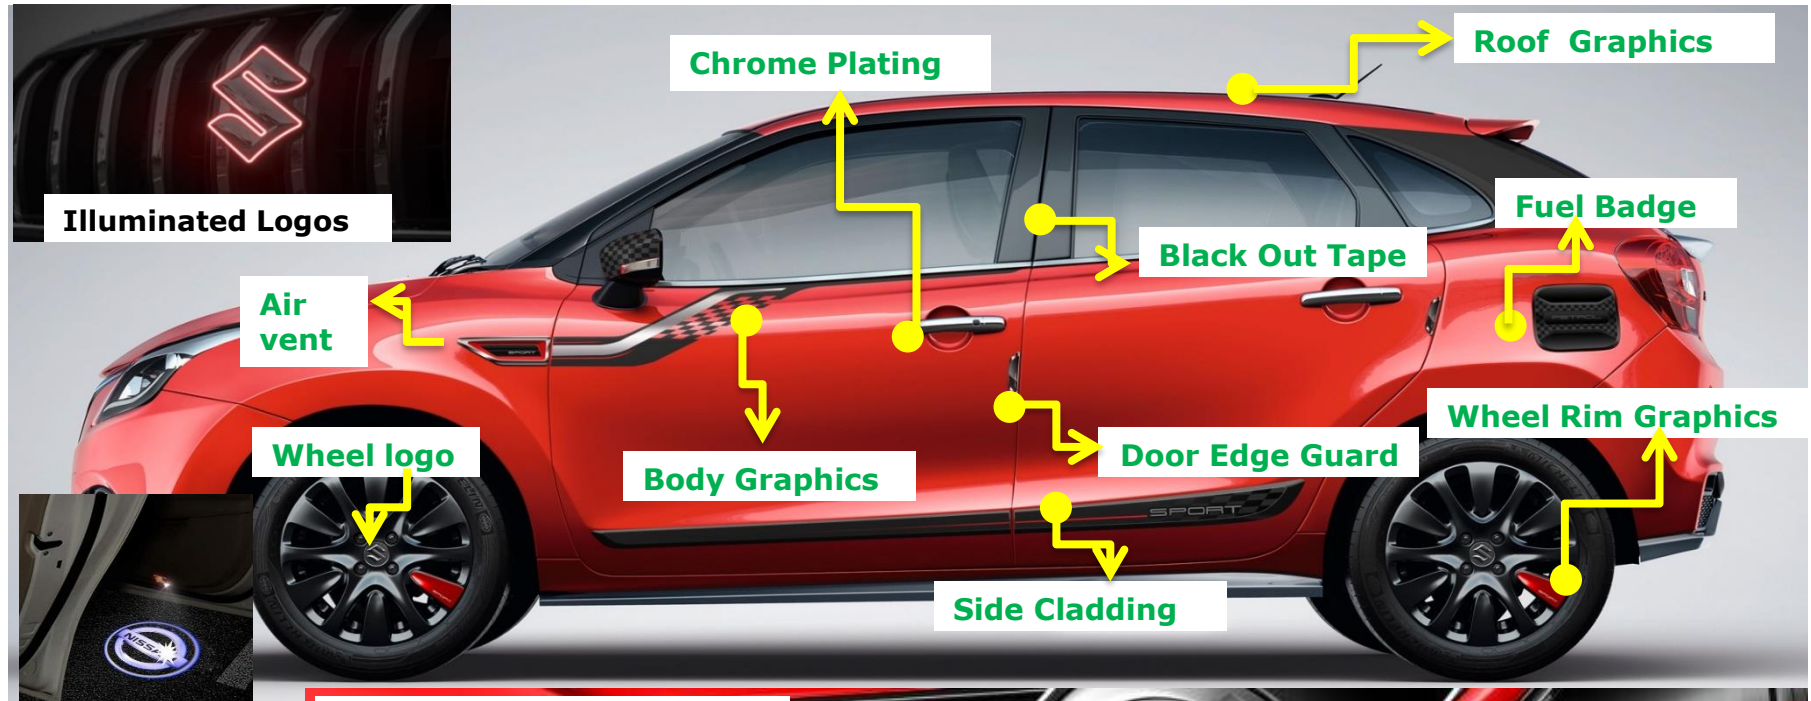 Roof  Graphics
Chrome Plating
Illuminated Logos
Fuel Badge
Black Out Tape
Air
vent
SPORT
Wheel Rim Graphics
Wheel logo
Door Edge Guard
Body Graphics
SPORT
Side Cladding
NISSAN